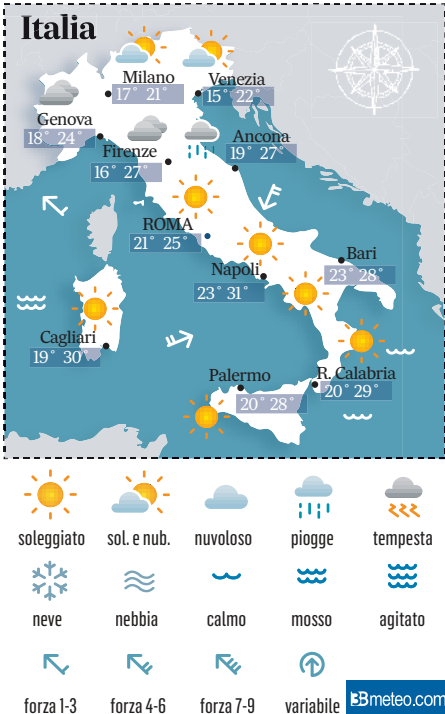 Italia
Milano
17° 21°
Venezia
15° 22°
Genova
18° 24°
Firenze
16° 27°
Ancona
19° 27°
ROMA
21° 25°
Bari
23° 28°
Napoli
23° 31°
Cagliari
19° 30°
Palermo
20° 28°
R. Calabria
20° 29°
soleggiato sol. e nub. nuvoloso piogge tempesta
neve nebbia calmo mosso agitato
forza 1-3 forza 4-6 forza 7-9 variabile
3Bmeteo.com